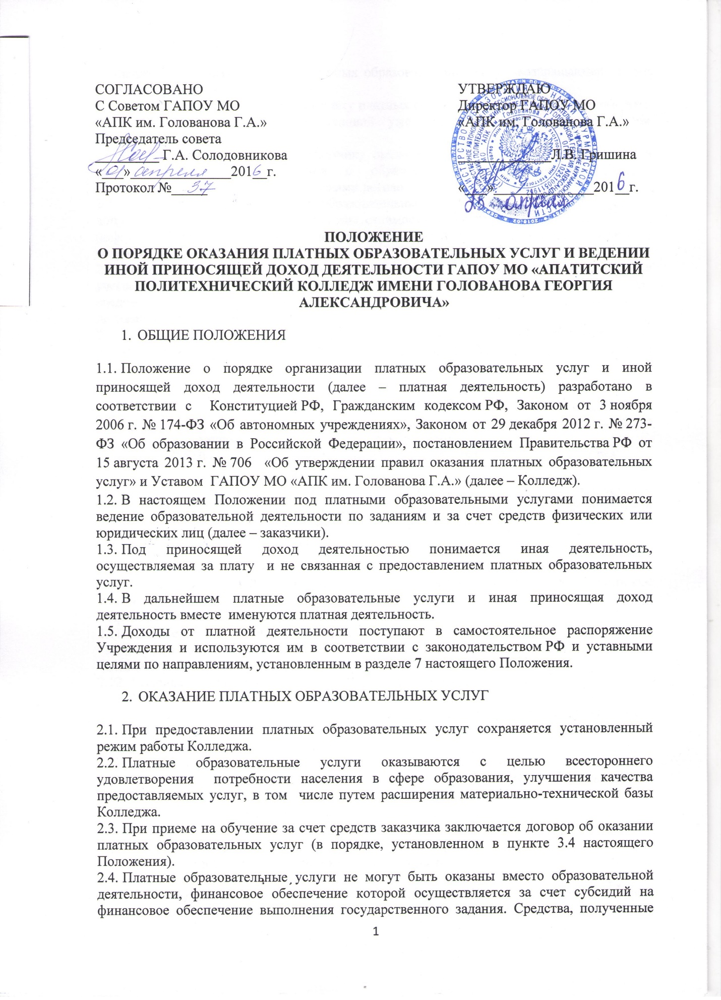 СОГЛАСОВАНО
С Советом ГАПОУ МО
«АПК им. Голованова Г.А.»
Председатель совета
_________Г.А. Солодовникова
«01» апреля 2016 г.
Протокол № 37
УТВЕРЖДАЮ
Директор ГАПОУ МО
«АПК им. Голованова Г.А.»
_____________Л.В. Гришина
«___» апреля 2016 г.
ПОЛОЖЕНИЕ
О ПОРЯДКЕ ОКАЗАНИЯ ПЛАТНЫХ ОБРАЗОВАТЕЛЬНЫХ УСЛУГ И ВЕДЕНИИ
ИНОЙ ПРИНОСЯЩЕЙ ДОХОД ДЕЯТЕЛЬНОСТИ ГАПОУ МО «АПАТИТСКИЙ
ПОЛИТЕХНИЧЕСКИЙ КОЛЛЕДЖ ИМЕНИ ГОЛОВАНОВА ГЕОРГИЯ
АЛЕКСАНДРОВИЧА»
1. ОБЩИЕ ПОЛОЖЕНИЯ
1.1. Положение о порядке организации платных образовательных услуг и иной
приносящей доход деятельности (далее – платная деятельность) разработано в
соответствии с Конституцией РФ, Гражданским кодексом РФ, Законом от 3 ноября
2006 г. № 174-ФЗ «Об автономных учреждениях», Законом от 29 декабря 2012 г. № 273-
ФЗ «Об образовании в Российской Федерации», постановлением Правительства РФ от
15 августа 2013 г. № 706 «Об утверждении правил оказания платных образовательных
услуг» и Уставом ГАПОУ МО «АПК им. Голованова Г.А.» (далее – Колледж).
1.2. В настоящем Положении под платными образовательными услугами понимается
ведение образовательной деятельности по заданиям и за счет средств физических или
юридических лиц (далее – заказчики).
1.3. Под приносящей доход деятельностью понимается иная деятельность,
осуществляемая за плату и не связанная с предоставлением платных образовательных
услуг.
1.4. В дальнейшем платные образовательные услуги и иная приносящая доход
деятельность вместе именуются платная деятельность.
1.5. Доходы от платной деятельности поступают в самостоятельное распоряжение
Учреждения и используются им в соответствии с законодательством РФ и уставными
целями по направлениям, установленным в разделе 7 настоящего Положения.
2. ОКАЗАНИЕ ПЛАТНЫХ ОБРАЗОВАТЕЛЬНЫХ УСЛУГ
2.1. При предоставлении платных образовательных услуг сохраняется установленный
режим работы Колледжа.
2.2. Платные образовательные услуги оказываются с целью всестороннего
удовлетворения потребности населения в сфере образования, улучшения качества
предоставляемых услуг, в том числе путем расширения материально-технической базы
Колледжа.
2.3. При приеме на обучение за счет средств заказчика заключается договор об оказании
платных образовательных услуг (в порядке, установленном в пункте 3.4 настоящего
Положения).
2.4. Платные образовательные услуги не могут быть оказаны вместо образовательной
деятельности, финансовое обеспечение которой осуществляется за счет субсидий на
финансовое обеспечение выполнения государственного задания. Средства, полученные
1